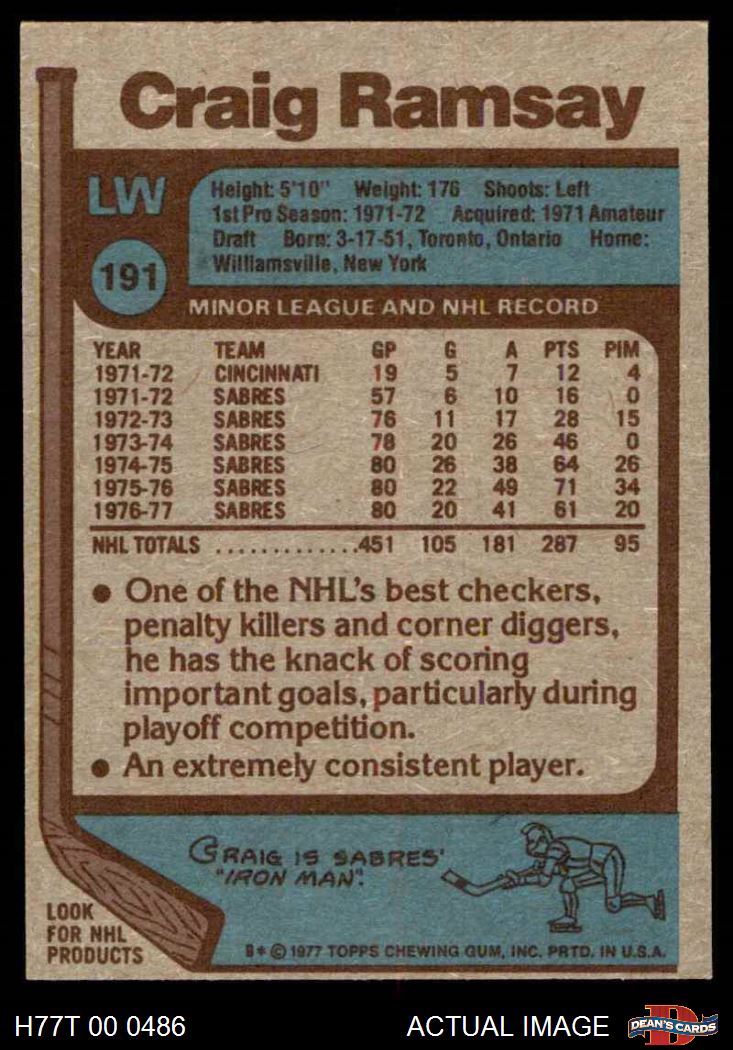 Craig Ramsay
LW
191
Height: 5'10" Weight: 176 Shoots: Left
1st Pro Season: 1971-72 Acquired: 1971 Amateur
Draft Born: 3-17-51, Toronto, Ontario Home:
Williamsville, New York
MINOR LEAGUE AND NHL RECORD
YEAR TEAM GP G A PTS PIM
1971-72 CINCINNATI 19 5 7 12 4
1971-72 SABRES 57 6 10 16 0
1972-73 SABRES 76 11 17 28 15
1973-74 SABRES 78 20 26 46 0
1974-75 SABRES 80 26 38 64 26
1975-76 SABRES 80 22 49 71 34
1976-77 SABRES 80 20 41 61 20
NHL TOTALS ..............451 105 181 287 95
● One of the NHL's best checkers,
penalty killers and corner diggers,
he has the knack of scoring
important goals, particularly during
playoff competition.
● An extremely consistent player.
CRAIG IS SABRES'
"IRON MAN".
LOOK
FOR NHL
PRODUCTS
B* © 1977 TOPPS CHEWING GUM, INC. PRTD. IN U.S.A.
H77T 00 0486 ACTUAL IMAGE
D
DEAN'S CARDS